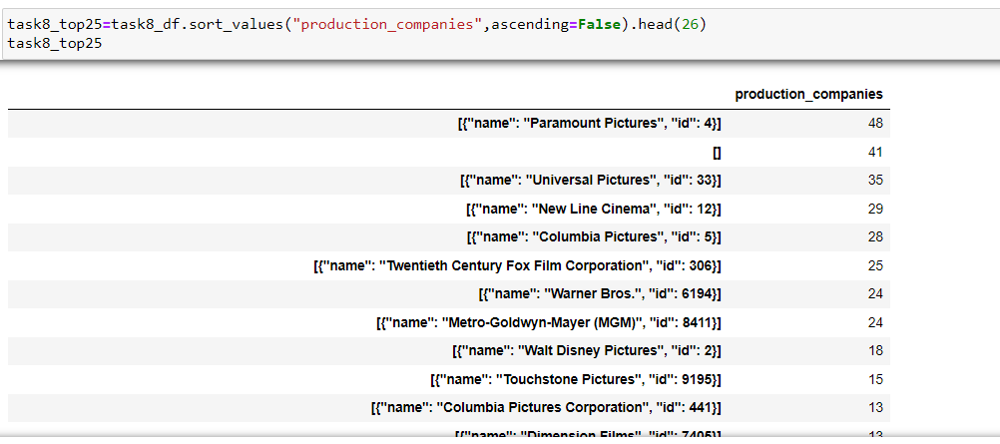 task8_top25=task8_df.sort_values("production_companies",ascending=False).head(26)
task8_top25
production_companies
[{"name": "Paramount Pictures", "id": 4}] 48
[] 41
[{"name": "Universal Pictures", "id": 33}] 35
[{"name": "New Line Cinema", "id": 12}] 29
[{"name": "Columbia Pictures", "id": 5}] 28
[{"name": "Twentieth Century Fox Film Corporation", "id": 306}] 25
[{"name": "Warner Bros.", "id": 6194}] 24
[{"name": "Metro-Goldwyn-Mayer (MGM)", "id": 8411}] 24
[{"name": "Walt Disney Pictures", "id": 2}] 18
[{"name": "Touchstone Pictures", "id": 9195}] 15
[{"name": "Columbia Pictures Corporation", "id": 441}] 13
[{"name": "Dimension Films", "id": 7405}] 13